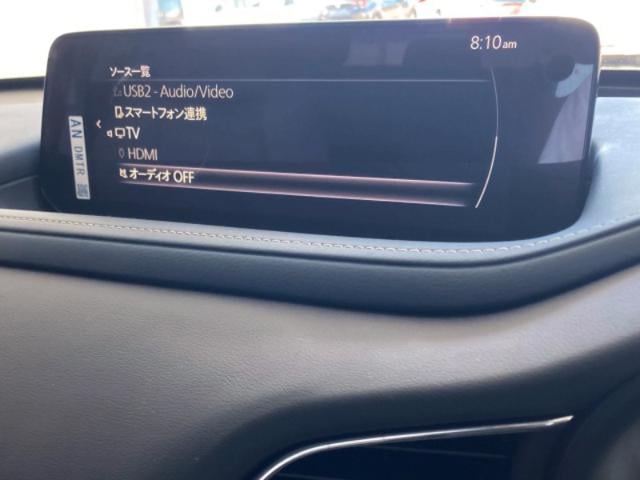 8:10am
ソース一覧
USB2 - Audio/Video
スマートフォン連携
TV
HDMI
オーディオ OFF
AN DMTR